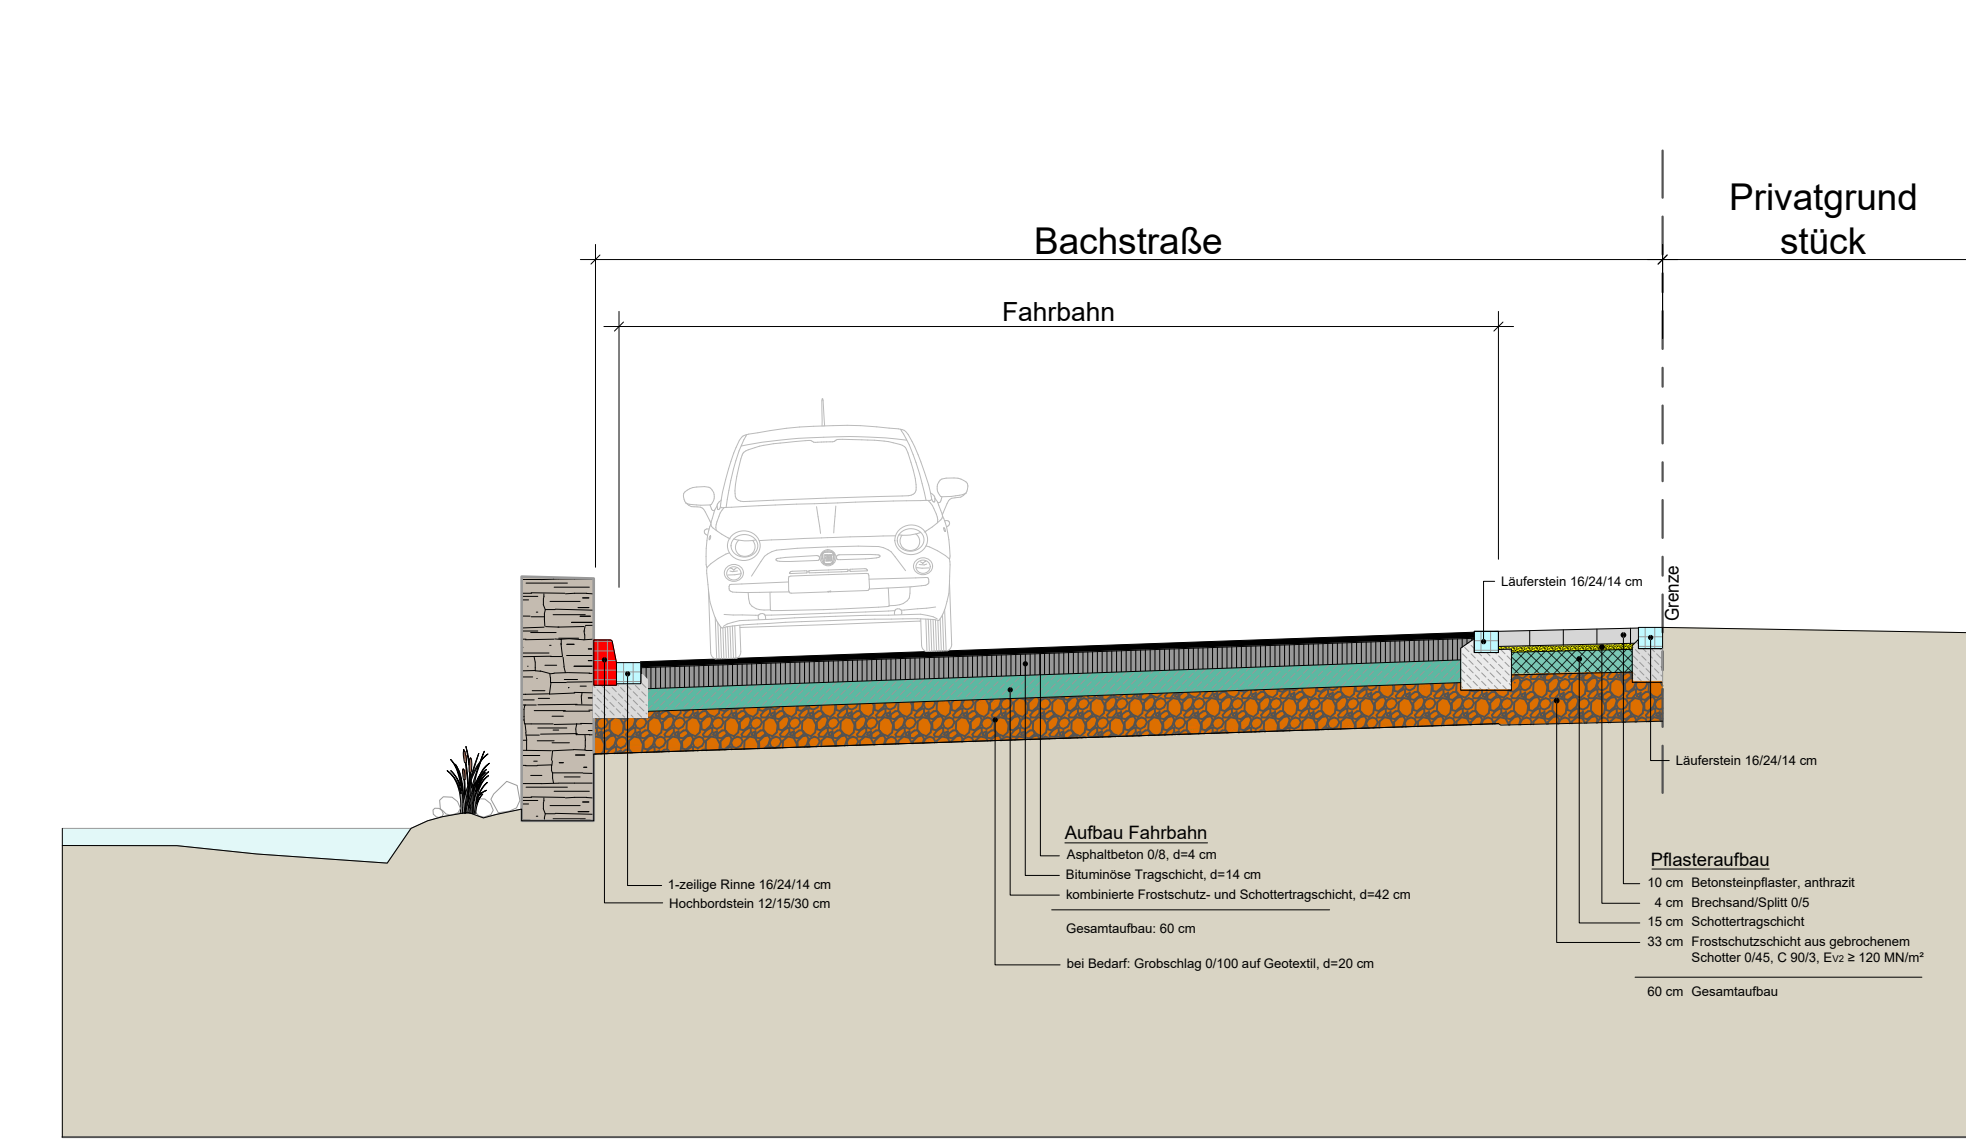 Privatgrund
stück
Bachstraße
Fahrbahn
Läuferstein 16/24/14 cm
Grenze
Läuferstein 16/24/14 cm
1-zeilige Rinne 16/24/14 cm
Hochbordstein 12/15/30 cm
Aufbau Fahrbahn
Asphaltbeton 0/8, d=4 cm
Bituminöse Tragschicht, d=14 cm
kombinierte Frostschutz- und Schottertragschicht, d=42 cm
Gesamtaufbau: 60 cm
bei Bedarf: Grobschlag 0/100 auf Geotextil, d=20 cm
Pflasteraufbau
10 cm Betonsteinpflaster, anthrazit
4 cm Brechsand/Splitt 0/5
15 cm Schottertragschicht
33 cm Frostschutzschicht aus gebrochenem
Schotter 0/45, C 90/3, EV2 ≥ 120 MN/m²
60 cm Gesamtaufbau